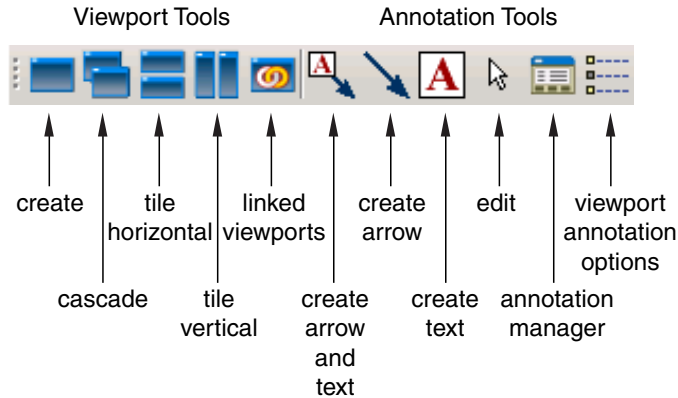 Viewport Tools
Annotation Tools
A
A
create
tile
horizontal
linked
viewports
create
arrow
edit
viewport
annotation
options
cascade
tile
vertical
create
arrow
and
text
create
text
annotation
manager